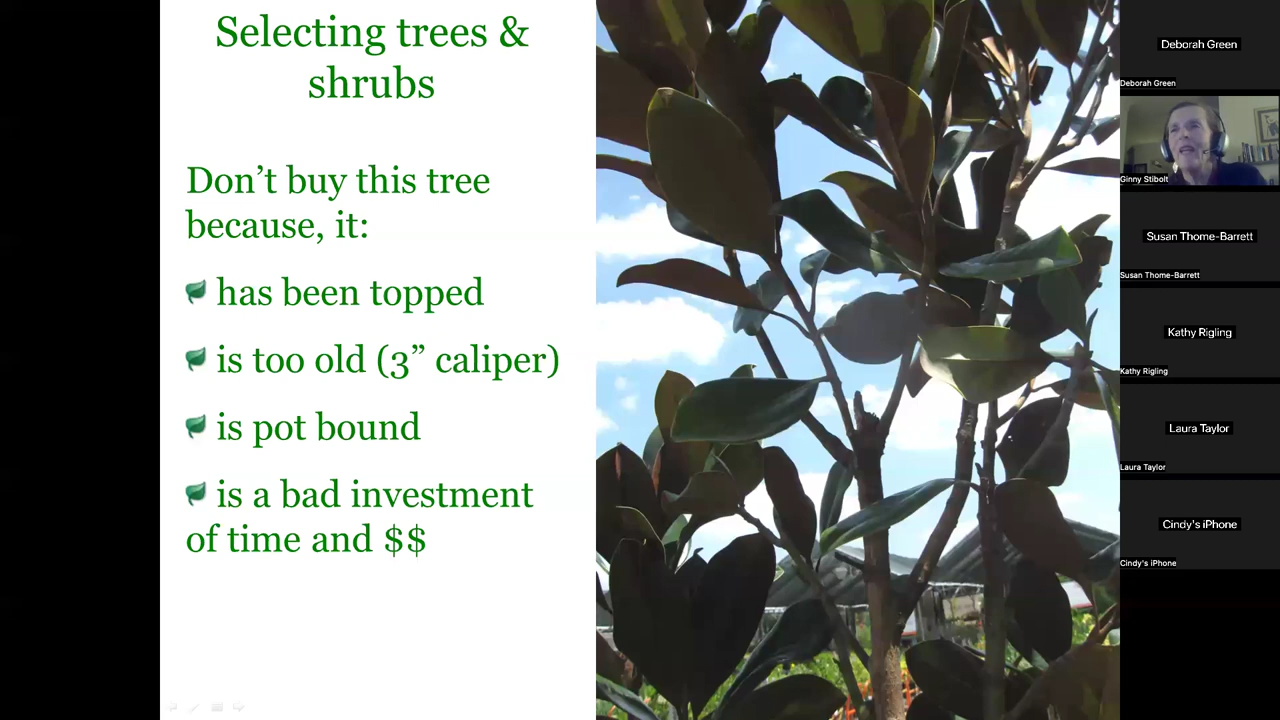 Selecting trees &
shrubs
Don’t buy this tree
because, it:
has been topped
is too old (3” caliper)
is pot bound
is a bad investment
of time and $$
Deborah Green
Deborah Green
Ginny Stibolt
Susan Thome-Barrett
Susan Thome-Barrett
Kathy Rigling
Kathy Rigling
Laura Taylor
Laura Taylor
Cindy's iPhone
Cindy's iPhone